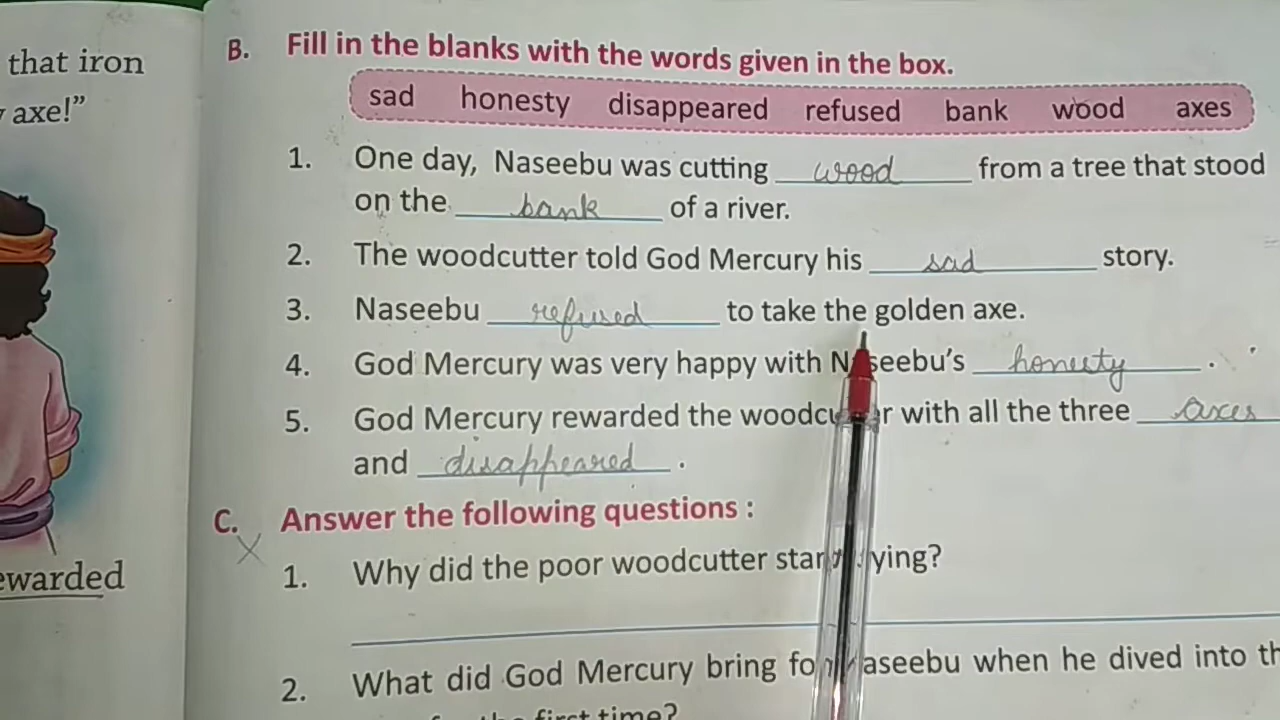 that iron
axe!"
ewarded
B. Fill in the blanks with the words given in the box.
sad honesty disappeared refused bank wood axes
1. One day, Naseebu was cutting wood from a tree that stood
on the bank of a river.
2. The woodcutter told God Mercury his sad story.
3. Naseebu refused to take the golden axe.
4. God Mercury was very happy with Naseebu's honesty.
5. God Mercury rewarded the woodcutter with all the three axes
and disappeared.
C. Answer the following questions :
1. Why did the poor woodcutter start crying?
2. What did God Mercury bring for Naseebu when he dived into
first time?